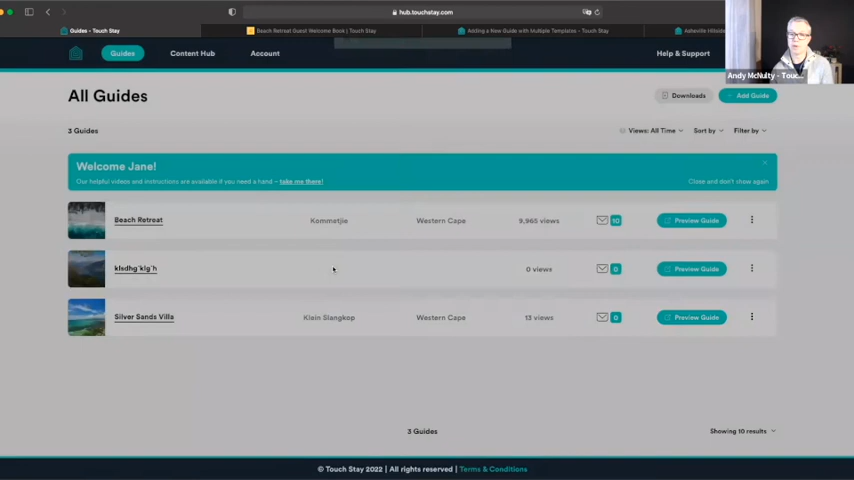 hub.touchstay.com
Guides - Touch Stay
Beach Retreat Guest Welcome Book | Touch Stay
Adding a New Guide with Multiple Templates - Touch Stay
Asheville Hillside
Guides
Content Hub
Account
Help & Support
Andy McNulty - Touc...
All Guides
Downloads
Add Guide
3 Guides
Views: All Time
Sort by
Filter by
Welcome Jane!
Our helpful videos and instructions are available if you need a hand – take me there!
Close and don't show again
Beach Retreat
Kommetjie
Western Cape
9,965 views
10
Preview Guide
klsdhg'klg'h
0 views
0
Preview Guide
Silver Sands Villa
Klein Slangkop
Western Cape
13 views
0
Preview Guide
3 Guides
Showing 10 results
© Touch Stay 2022 | All rights reserved | Terms & Conditions